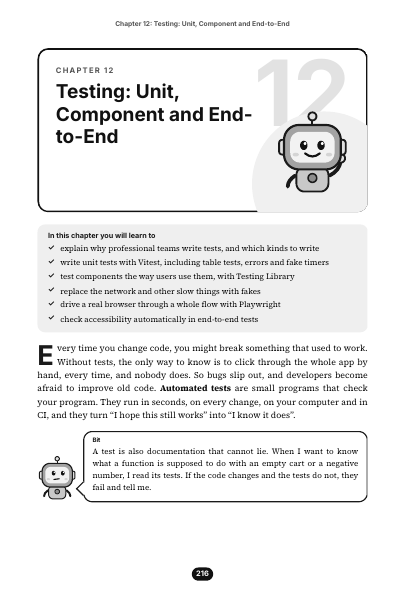 Chapter 12: Testing: Unit, Component and End-to-End
CHAPTER 12
12
Testing: Unit,
Component and End-
to-End
In this chapter you will learn to
✓ explain why professional teams write tests, and which kinds to write
✓ write unit tests with Vitest, including table tests, errors and fake timers
✓ test components the way users use them, with Testing Library
✓ replace the network and other slow things with fakes
✓ drive a real browser through a whole flow with Playwright
✓ check accessibility automatically in end-to-end tests
Every time you change code, you might break something that used to work.
Without tests, the only way to know is to click through the whole app by
hand, every time, and nobody does. So bugs slip out, and developers become
afraid to improve old code. Automated tests are small programs that check
your program. They run in seconds, on every change, on your computer and in
CI, and they turn “I hope this still works” into “I know it does”.
Bit
A test is also documentation that cannot lie. When I want to know
what a function is supposed to do with an empty cart or a negative
number, I read its tests. If the code changes and the tests do not, they
fail and tell me.
216